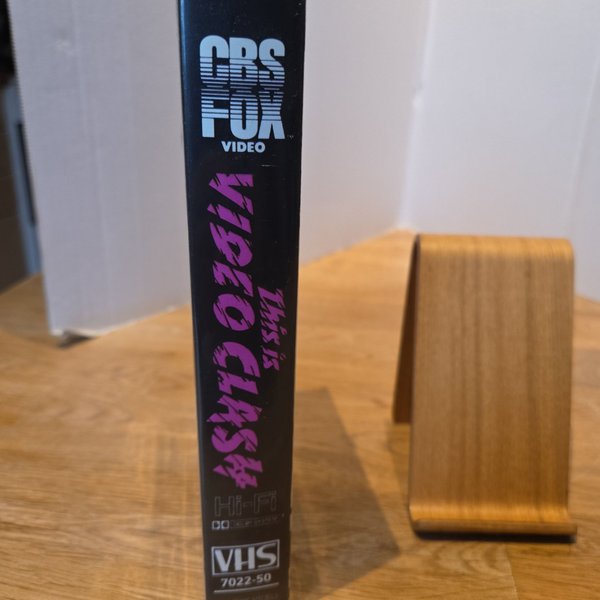 CBS
FOX
VIDEO
This is
VIDEO CLASH
Hi-Fi
VHS
7022-50